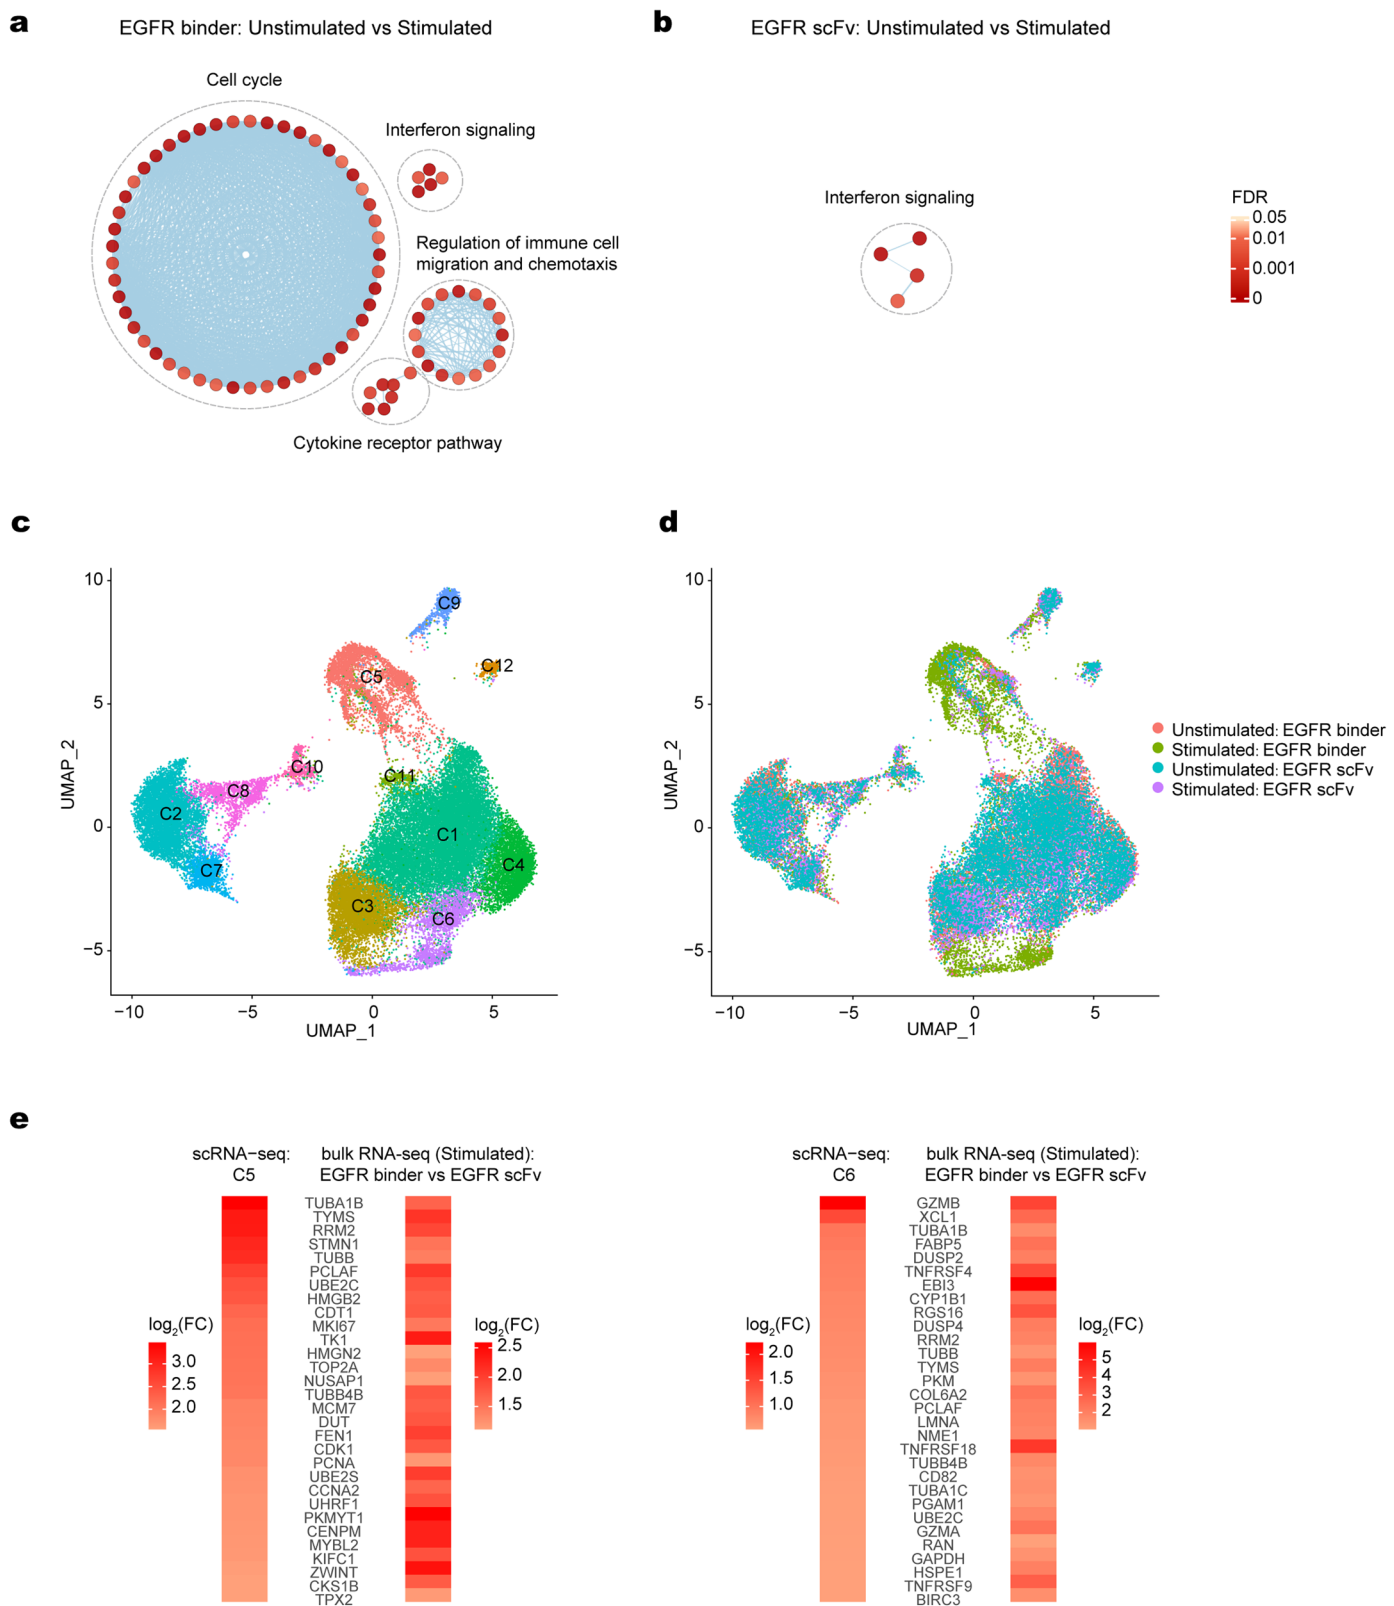 a
EGFR binder: Unstimulated vs Stimulated
Cell cycle
Interferon signaling
Regulation of immune cell
migration and chemotaxis
Cytokine receptor pathway
b
EGFR scFv: Unstimulated vs Stimulated
Interferon signaling
FDR
0.05
0.01
0.001
0
c
10
5
0
−5
UMAP_2
−10
−5
0
5
UMAP_1
C9
C12
C5
C10
C11
C8
C2
C1
C7
C4
C3
C6
d
10
5
0
−5
UMAP_2
−10
−5
0
5
UMAP_1
Unstimulated: EGFR binder
Stimulated: EGFR binder
Unstimulated: EGFR scFv
Stimulated: EGFR scFv
e
scRNA−seq:
C5
bulk RNA-seq (Stimulated):
EGFR binder vs EGFR scFv
log2(FC)
3.0
2.5
2.0
TUBA1B
TYMS
RRM2
STMN1
TUBB
PCLAF
UBE2C
HMGB2
CDT1
MKI67
TK1
HMGN2
TOP2A
NUSAP1
TUBB4B
MCM7
DUT
FEN1
CDK1
PCNA
UBE2S
CCNA2
UHRF1
PKMYT1
CENPM
MYBL2
KIFC1
ZWINT
CKS1B
TPX2
log2(FC)
2.5
2.0
1.5
scRNA−seq:
C6
bulk RNA-seq (Stimulated):
EGFR binder vs EGFR scFv
log2(FC)
2.0
1.5
1.0
GZMB
XCL1
TUBA1B
FABP5
DUSP2
TNFRSF4
EBI3
CYP1B1
RGS16
DUSP4
RRM2
TUBB
TYMS
PKM
COL6A2
PCLAF
LMNA
NME1
TNFRSF18
TUBB4B
CD82
TUBA1C
PGAM1
UBE2C
GZMA
RAN
GAPDH
HSPE1
TNFRSF9
BIRC3
log2(FC)
5
4
3
2